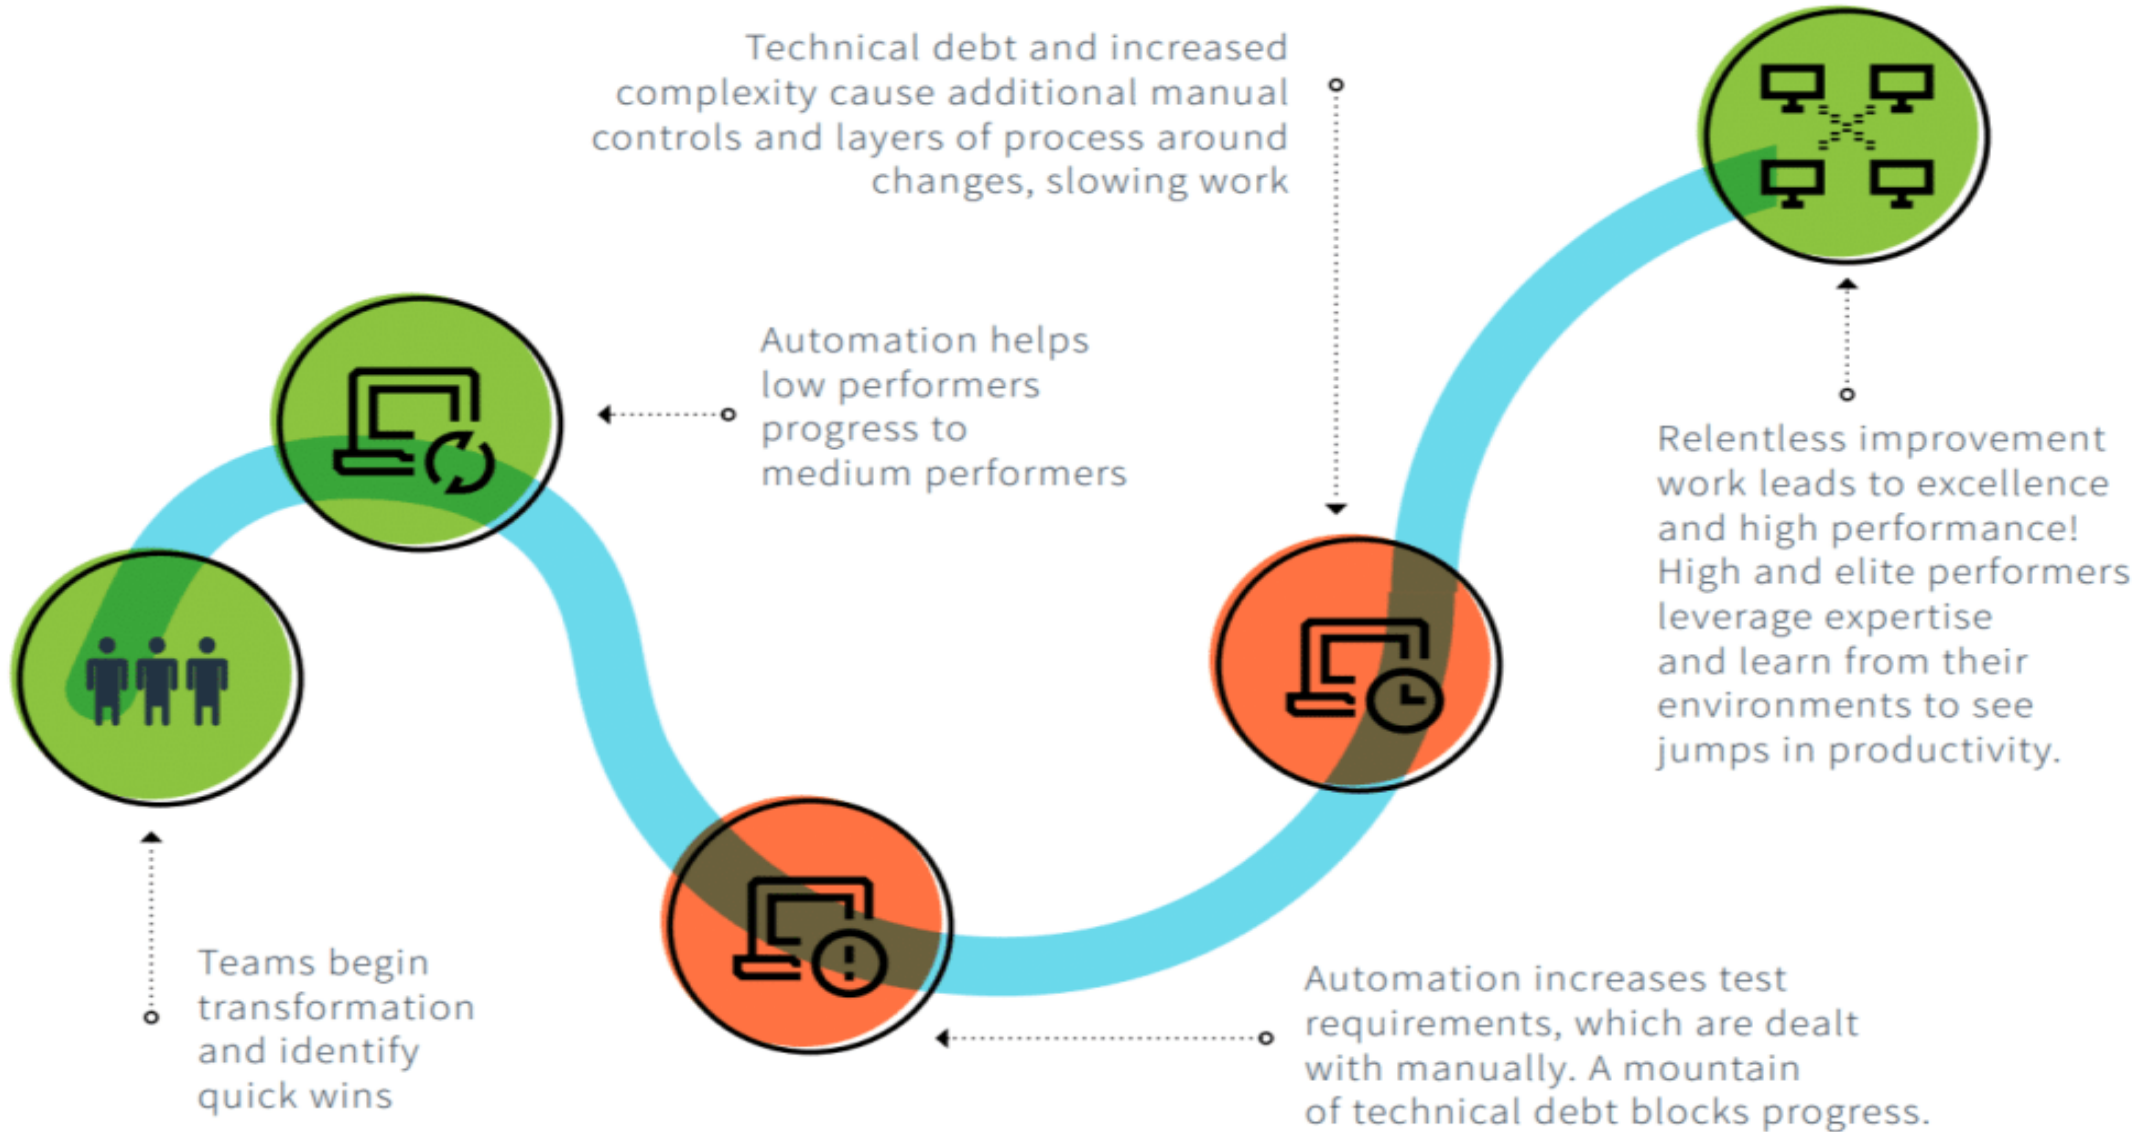 Teams begin
transformation
and identify
quick wins
Automation helps
low performers
progress to
medium performers
Automation increases test
requirements, which are dealt
with manually. A mountain
of technical debt blocks progress.
Technical debt and increased
complexity cause additional manual
controls and layers of process around
changes, slowing work
Relentless improvement
work leads to excellence
and high performance!
High and elite performers
leverage expertise
and learn from their
environments to see
jumps in productivity.